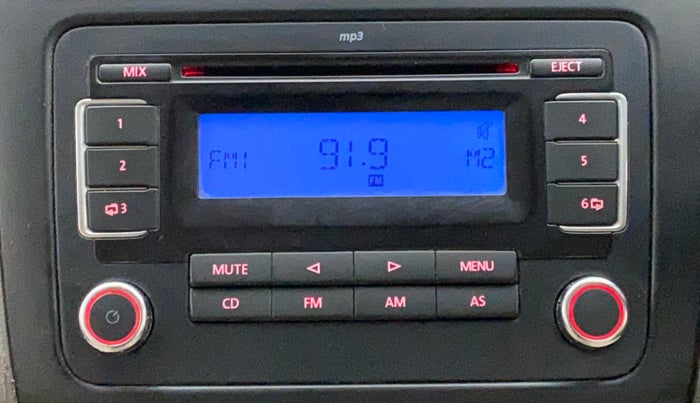 mp3
MIX EJECT
1 4
FM1 91.9 M2
FM
2 5
3 6
MUTE MENU
CD FM AM AS